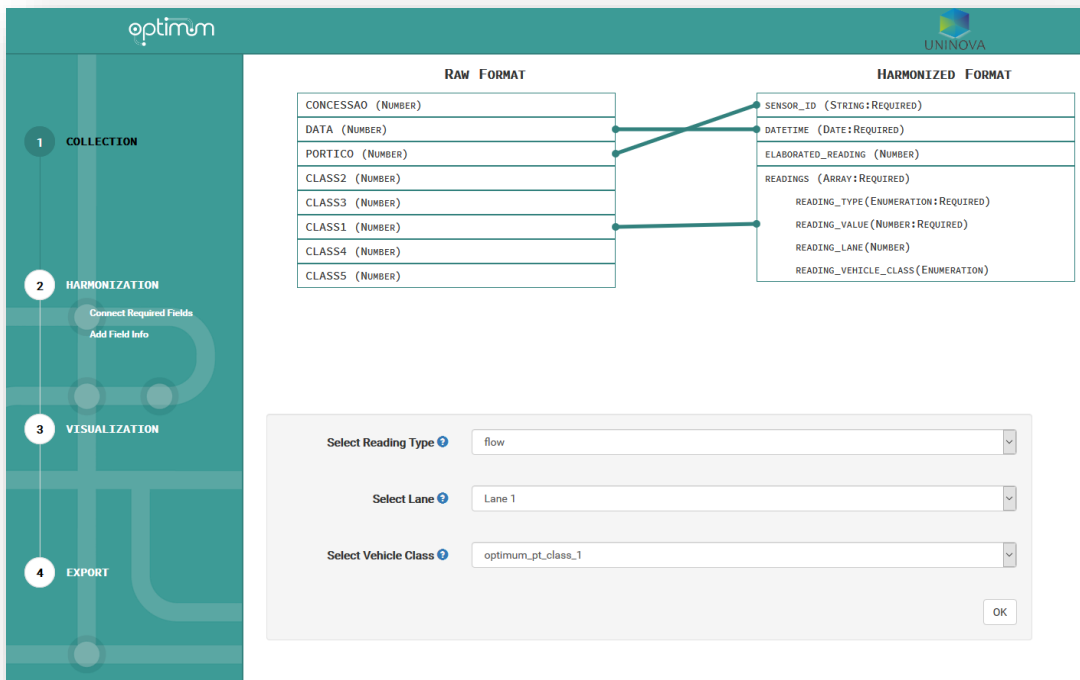 optimum
UNINOVA
1 COLLECTION
2 HARMONIZATION
Connect Required Fields
Add Field Info
3 VISUALIZATION
4 EXPORT
RAW FORMAT
CONCESSAO (NUMBER)
DATA (NUMBER)
PORTICO (NUMBER)
CLASS2 (NUMBER)
CLASS3 (NUMBER)
CLASS1 (NUMBER)
CLASS4 (NUMBER)
CLASS5 (NUMBER)
HARMONIZED FORMAT
SENSOR_ID (STRING:REQUIRED)
DATETIME (DATE:REQUIRED)
ELABORATED_READING (NUMBER)
READINGS (ARRAY:REQUIRED)
READING_TYPE(ENUMERATION:REQUIRED)
READING_VALUE(NUMBER:REQUIRED)
READING_LANE(NUMBER)
READING_VEHICLE_CLASS(ENUMERATION)
Select Reading Type ? flow
Select Lane ? Lane 1
Select Vehicle Class ? optimum_pt_class_1
OK